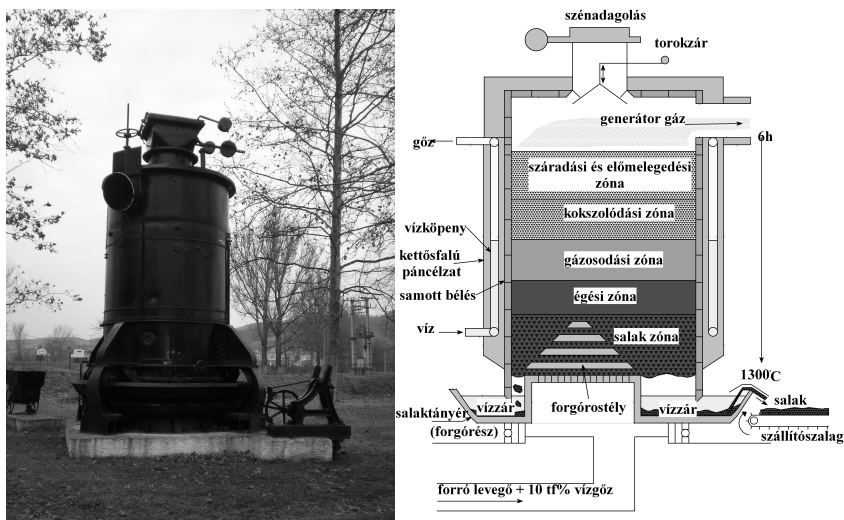 szénadagolás
torokzár
generátor gáz
6h
gőz
száradási és előmelegedési
zóna
kokszolódási zóna
vízköpeny
kettősfalú
páncélzat
gázosodási zóna
samott bélés
égési zóna
víz
salak zóna
1300°C
salaktányér
(forgórész)
vízzár
forgórostély
vízzár
salak
szállítószalag
forró levegő + 10 tf% vízgőz